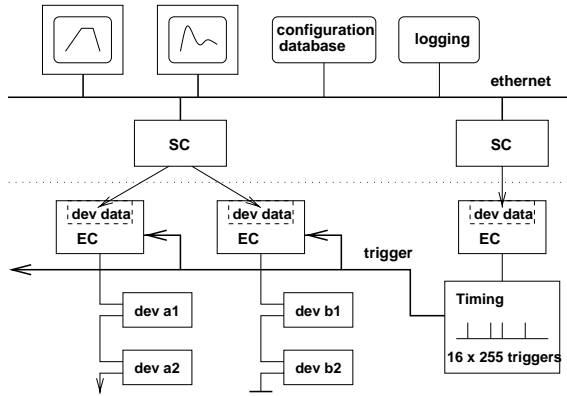 configuration
database
logging
ethernet
SC
SC
dev data
EC
dev data
EC
dev data
EC
trigger
dev a1
dev b1
dev a2
dev b2
Timing
16 x 255 triggers